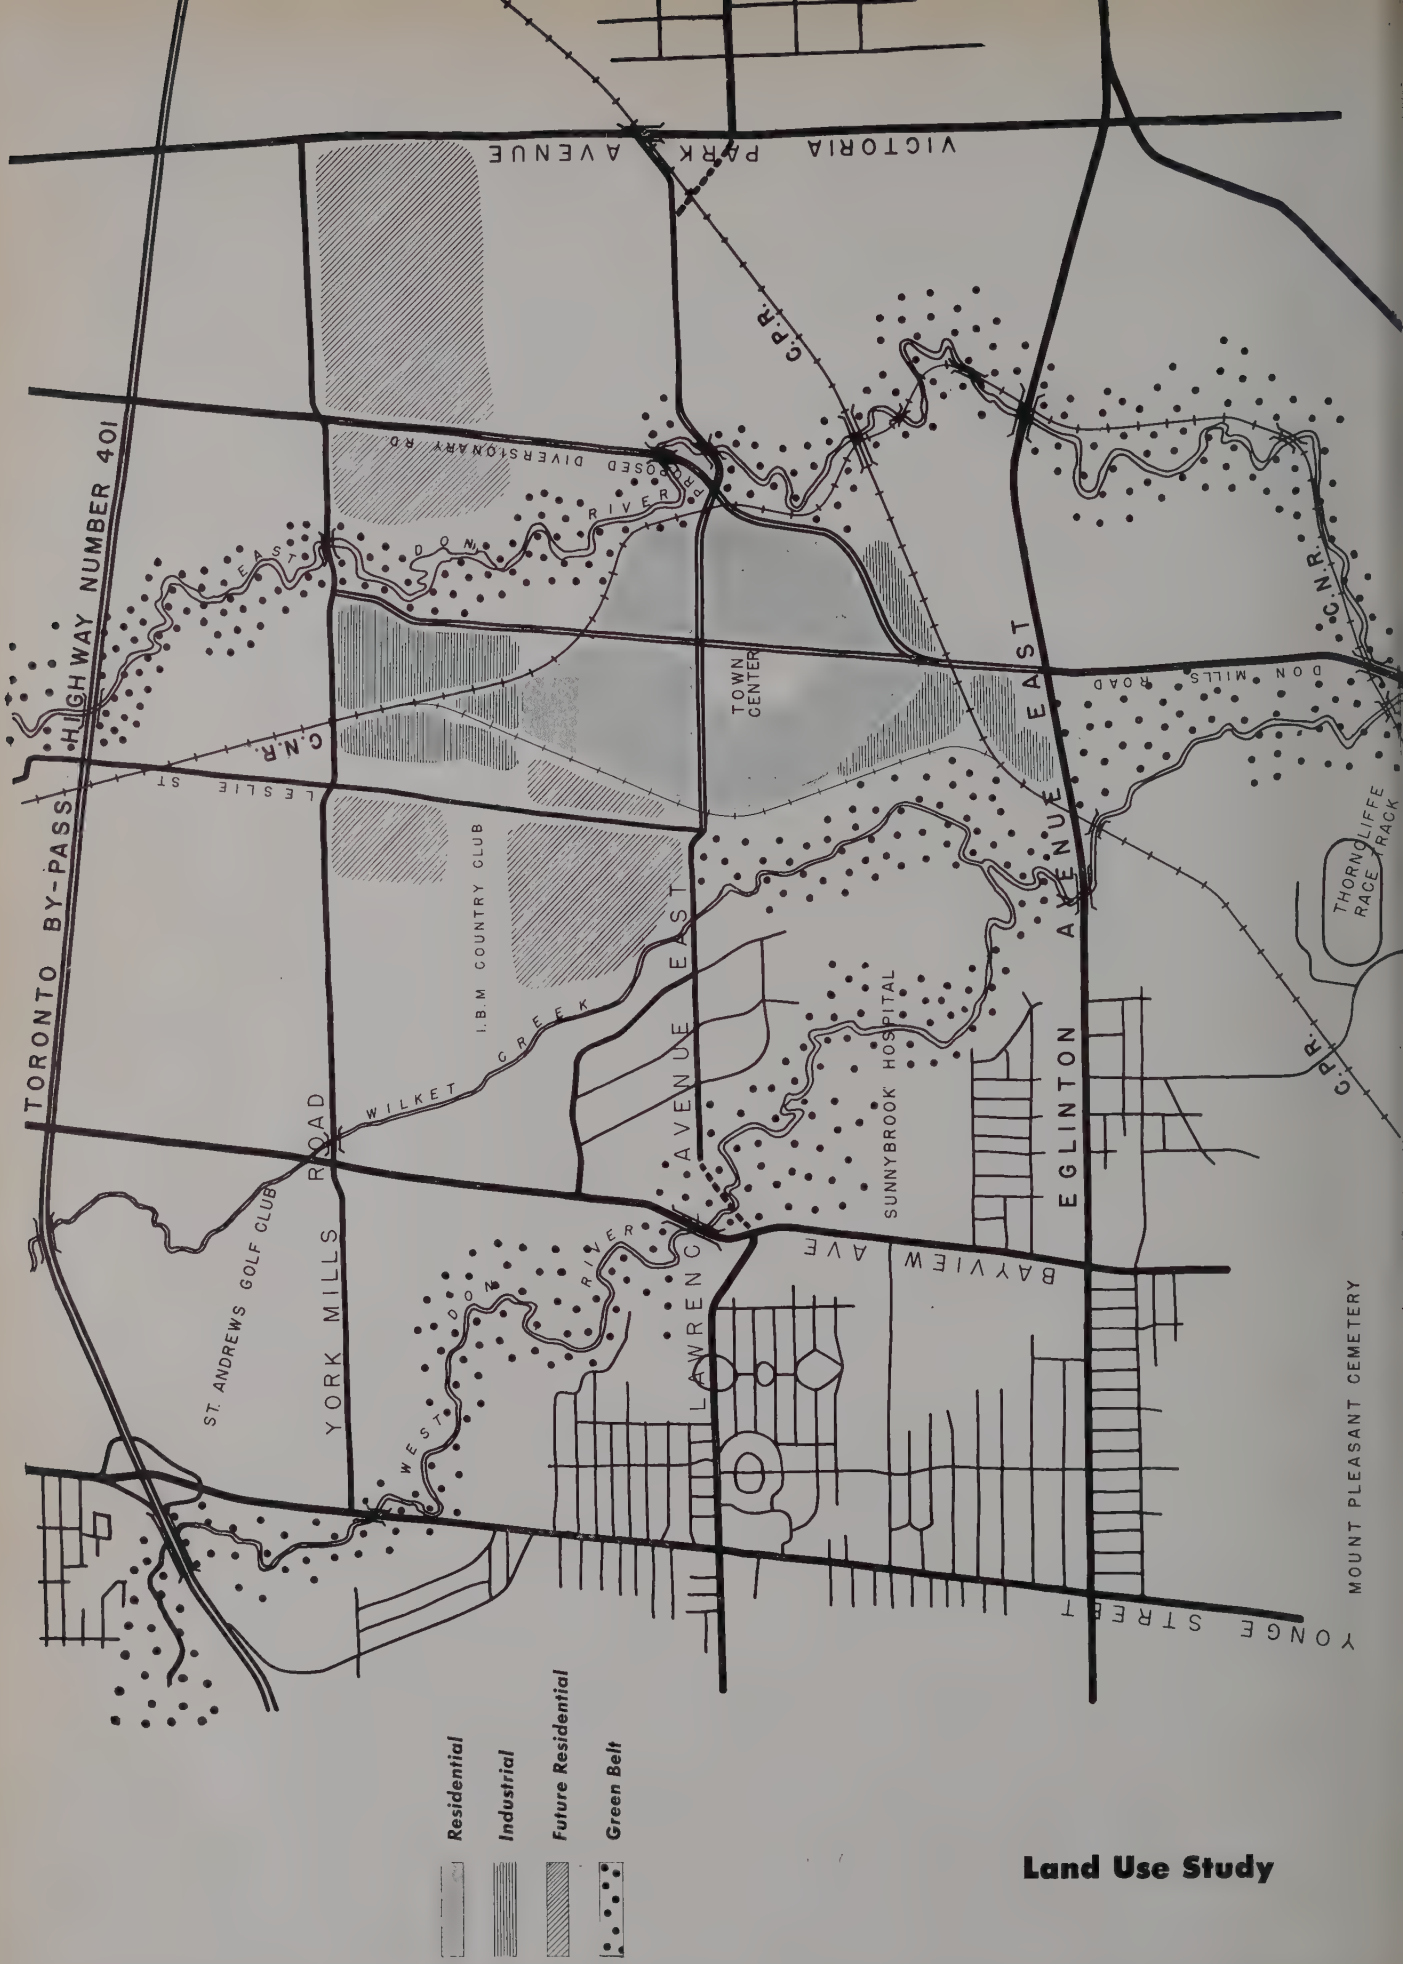 TORONTO BY-PASS HIGHWAY NUMBER 401
VICTORIA PARK AVENUE
C.P.R.
PROPOSED DIVERSIONARY RD
EAST DON RIVER
C.N.R.
LESLIE ST
TOWN
CENTER
DON MILLS ROAD
C.N.R.
I.B.M COUNTRY CLUB
WILKET CREEK
YORK MILLS ROAD
ST. ANDREWS GOLF CLUB
LAWRENCE AVENUE EAST
SUNNYBROOK HOSPITAL
EGLINTON AVENUE EAST
THORNCLIFFE
RACE TRACK
C.P.R.
BAYVIEW AVE
WEST DON RIVER
YONGE STREET
MOUNT PLEASANT CEMETERY
Residential
Industrial
Future Residential
Green Belt
Land Use Study